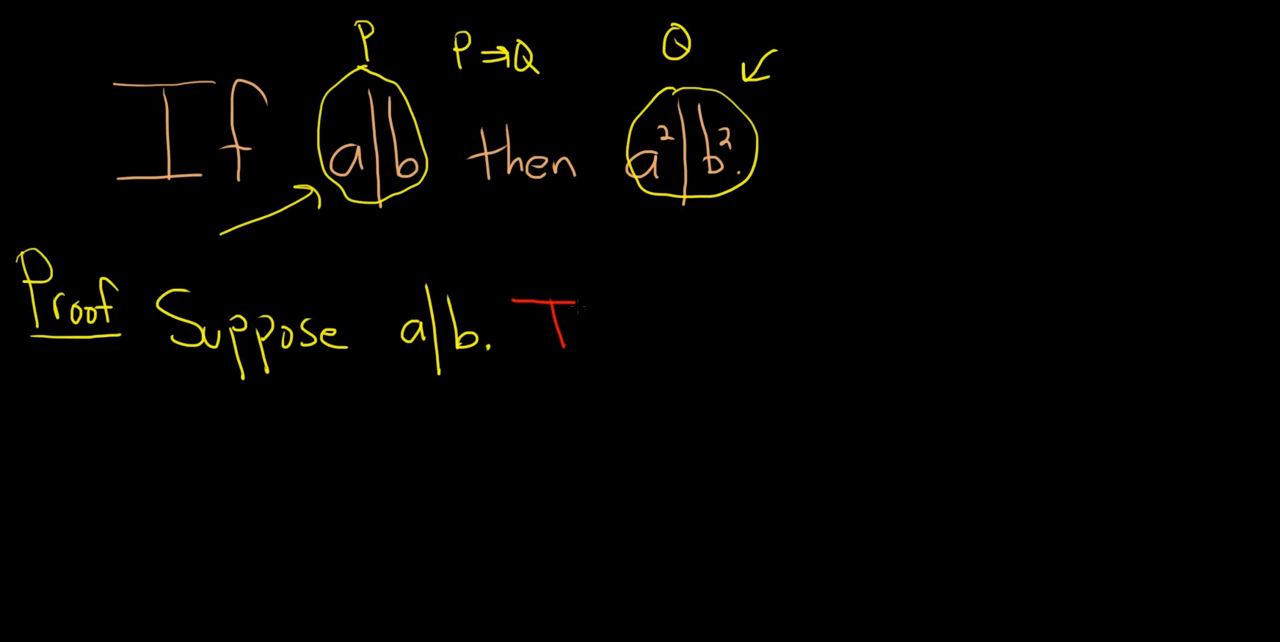 P P ⇒ Q Q
If a|b then a²|b².
Proof Suppose a|b. T